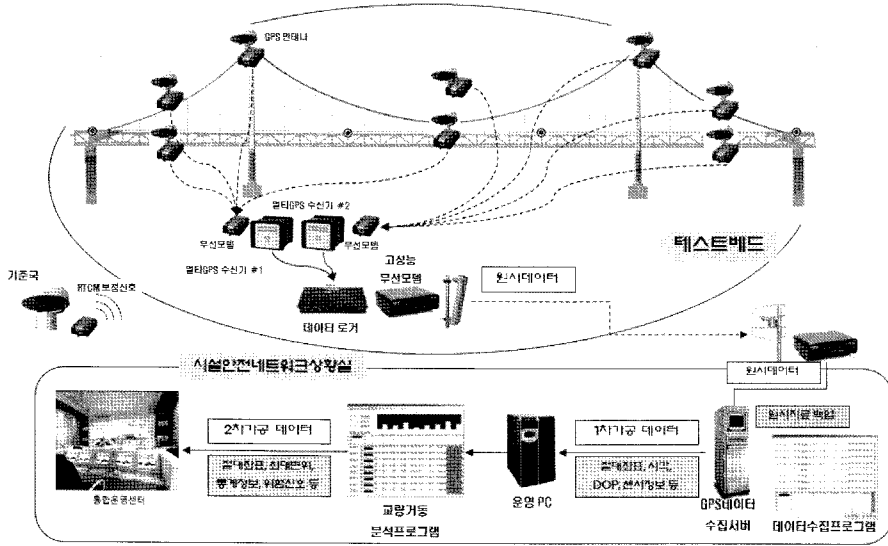 GPS 안테나
멀티GPS 수신기 #2
무선모뎀
무선모뎀
멀티GPS 수신기 #1
고성능
무선모뎀
데이터 로거
원시데이터
테스트베드
기준국
RTCM 보정신호
시설안전네트워크상황실
원시데이터
원시자료 백업
2차가공 데이터
절대좌표, 최대변위,
통계정보, 위험신호 등
통합운영센터
교량거동
분석프로그램
운영 PC
1차가공 데이터
절대좌표, 시각,
DOP, 센서정보 등
GPS데이터
수집서버
데이터수집프로그램